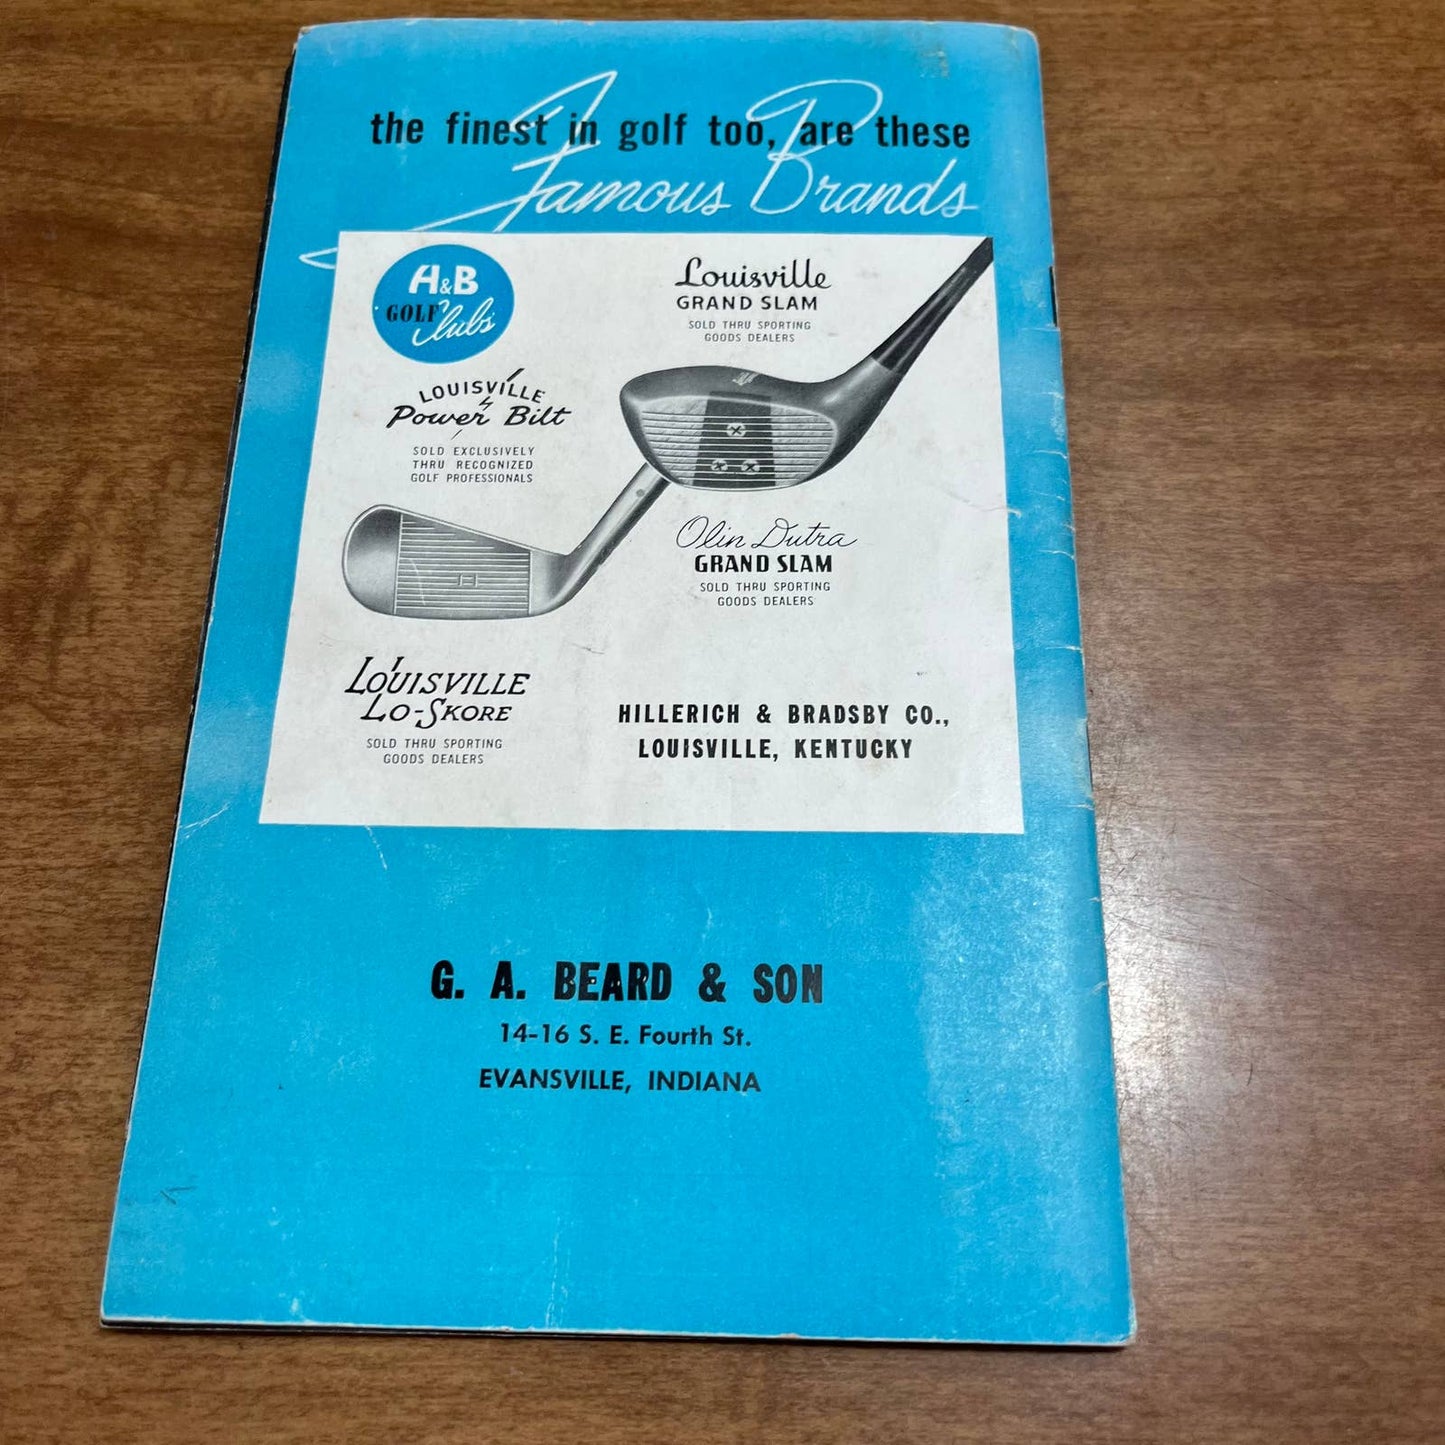 the finest in golf too, are these
Famous Brands
H&B
GOLF Clubs
Louisville
GRAND SLAM
SOLD THRU SPORTING
GOODS DEALERS
LOUISVILLE
Power Bilt
SOLD EXCLUSIVELY
THRU RECOGNIZED
GOLF PROFESSIONALS
Olin Dutra
GRAND SLAM
SOLD THRU SPORTING
GOODS DEALERS
LOUISVILLE
LO-SKORE
SOLD THRU SPORTING
GOODS DEALERS
HILLERICH & BRADSBY CO.,
LOUISVILLE, KENTUCKY
G. A. BEARD & SON
14-16 S. E. Fourth St.
EVANSVILLE, INDIANA